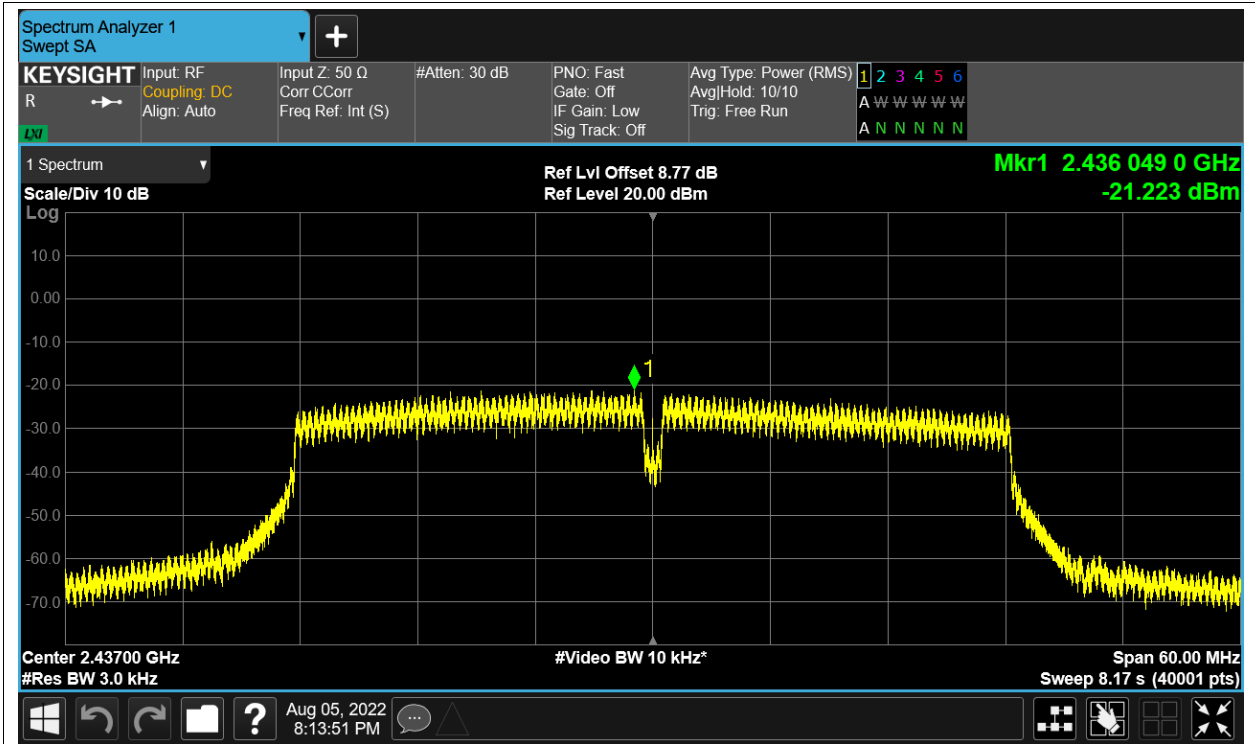 Spectrum Analyzer 1
Swept SA
KEYSIGHT
R
LXI
Input: RF
Coupling: DC
Align: Auto
Input Z: 50 Ω
Corr CCorr
Freq Ref: Int (S)
#Atten: 30 dB
PNO: Fast
Gate: Off
IF Gain: Low
Sig Track: Off
Avg Type: Power (RMS)
Avg|Hold: 10/10
Trig: Free Run
1 2 3 4 5 6
A W W W W W
A N N N N N
1 Spectrum
Scale/Div 10 dB
Log
Ref Lvl Offset 8.77 dB
Ref Level 20.00 dBm
Mkr1 2.436 049 0 GHz
-21.223 dBm
10.0
0.00
-10.0
-20.0
-30.0
-40.0
-50.0
-60.0
-70.0
1
Center 2.43700 GHz
#Res BW 3.0 kHz
#Video BW 10 kHz*
Span 60.00 MHz
Sweep 8.17 s (40001 pts)
?
Aug 05, 2022
8:13:51 PM